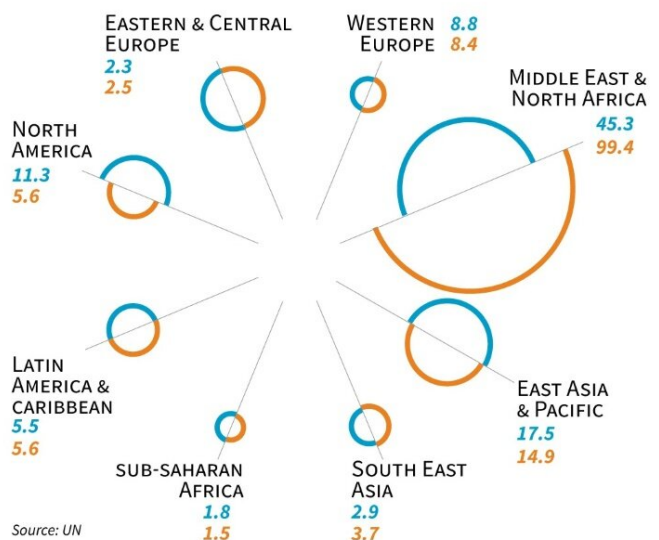 EASTERN & CENTRAL
EUROPE
2.3
2.5
WESTERN 8.8
EUROPE 8.4
MIDDLE EAST &
NORTH AFRICA
45.3
99.4
NORTH
AMERICA
11.3
5.6
LATIN
AMERICA &
CARIBBEAN
5.5
5.6
EAST ASIA
& PACIFIC
17.5
14.9
SUB-SAHARAN
AFRICA
1.8
1.5
SOUTH EAST
ASIA
2.9
3.7
Source: UN